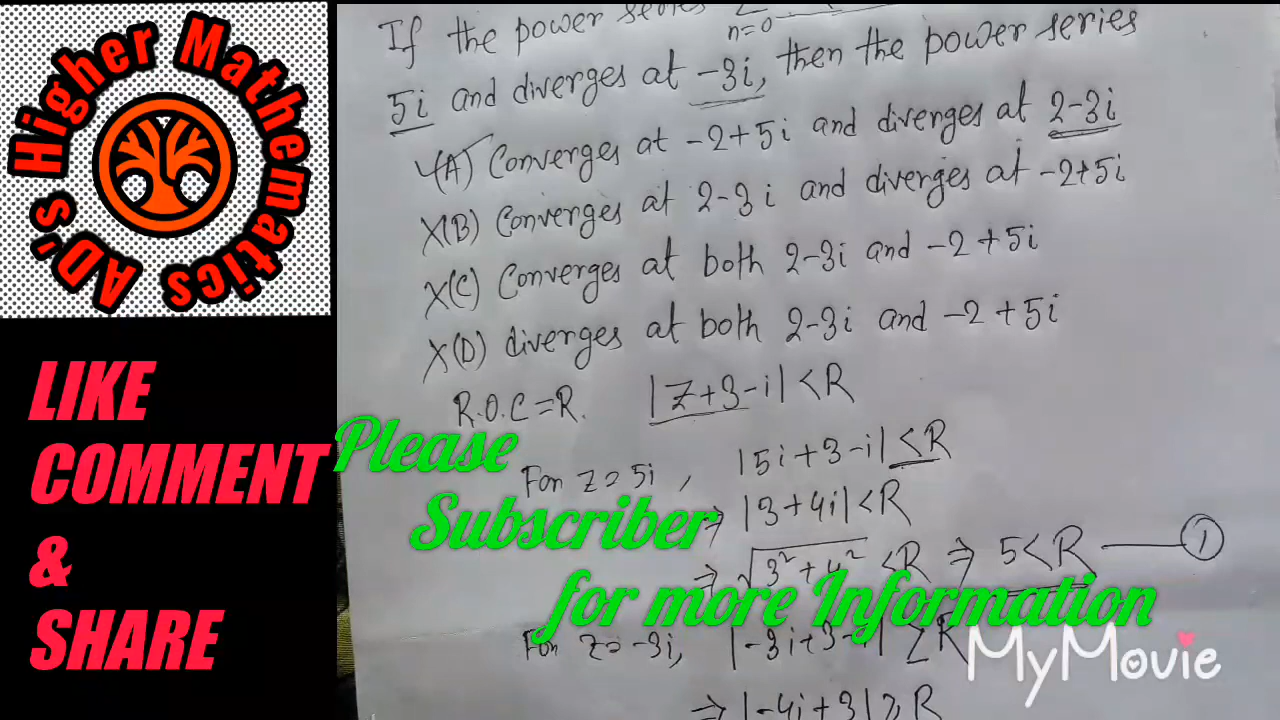 AD's Higher Mathematics
LIKE
COMMENT
&
SHARE
If the power series ∑ n=0
5i and diverges at -3i, then the power series
(A) Converges at -2+5i and diverges at 2-3i
X(B) Converges at 2-3i and diverges at -2+5i
X(C) Converges at both 2-3i and -2+5i
X(D) diverges at both 2-3i and -2+5i
R.O.C=R. |z+3-i|<R
For z=5i, |5i+3-i|<R
⇒ |3+4i|<R
⇒ √3²+4² <R ⇒ 5<R — 1
For z=-3i, |-3i+3-i| ≥R
⇒ |-4i+3|≥R
Please
Subscriber
for more Information
MyMovie